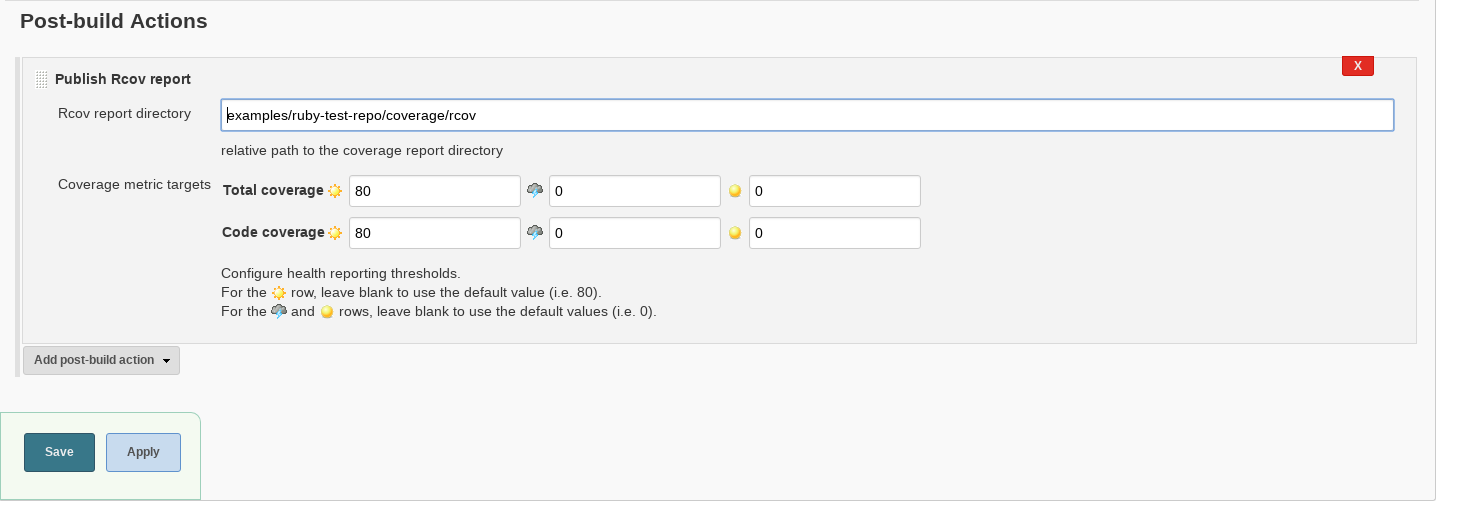 Post-build Actions
X
Publish Rcov report
Rcov report directory examples/ruby-test-repo/coverage/rcov
relative path to the coverage report directory
Coverage metric targets Total coverage 80 0 0
Code coverage 80 0 0
Configure health reporting thresholds.
For the row, leave blank to use the default value (i.e. 80).
For the and rows, leave blank to use the default values (i.e. 0).
Add post-build action
Save Apply